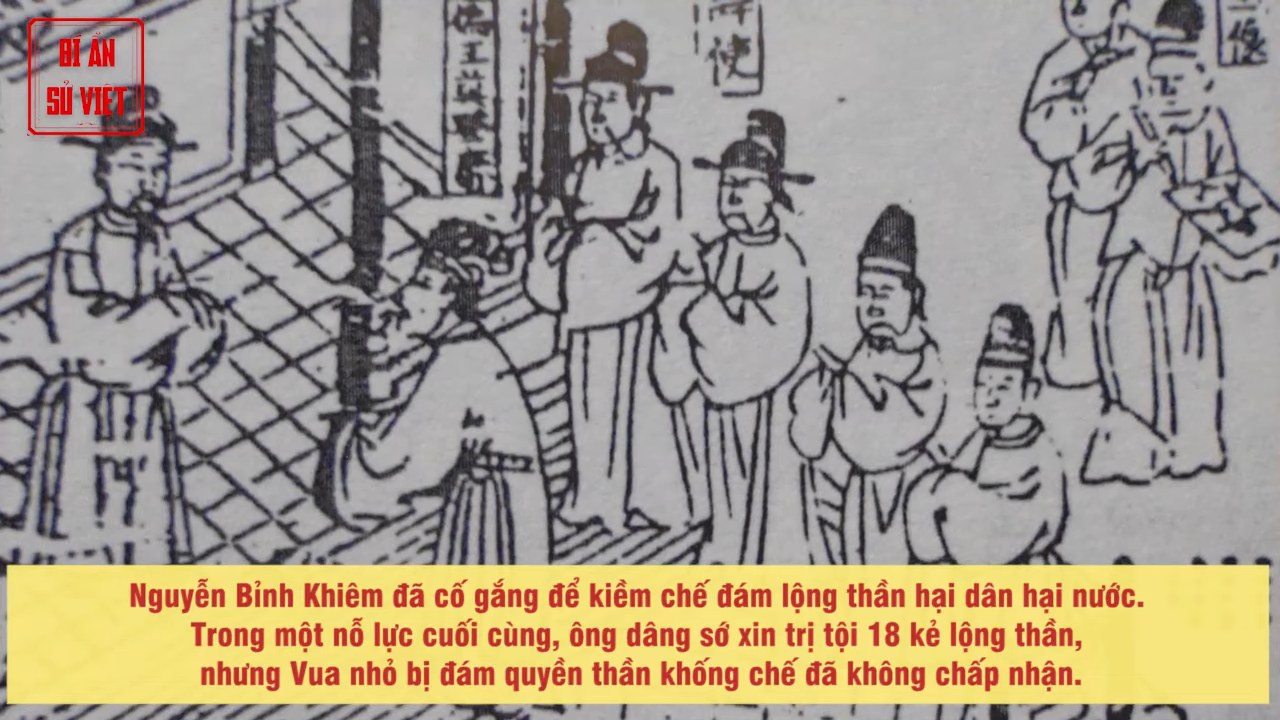 BÍ ẨN
SỬ VIỆT
使
Nguyễn Bỉnh Khiêm đã cố gắng để kiềm chế đám lộng thần hại dân hại nước.
Trong một nỗ lực cuối cùng, ông dâng sớ xin trị tội 18 kẻ lộng thần,
nhưng Vua nhỏ bị đám quyền thần khống chế đã không chấp nhận.